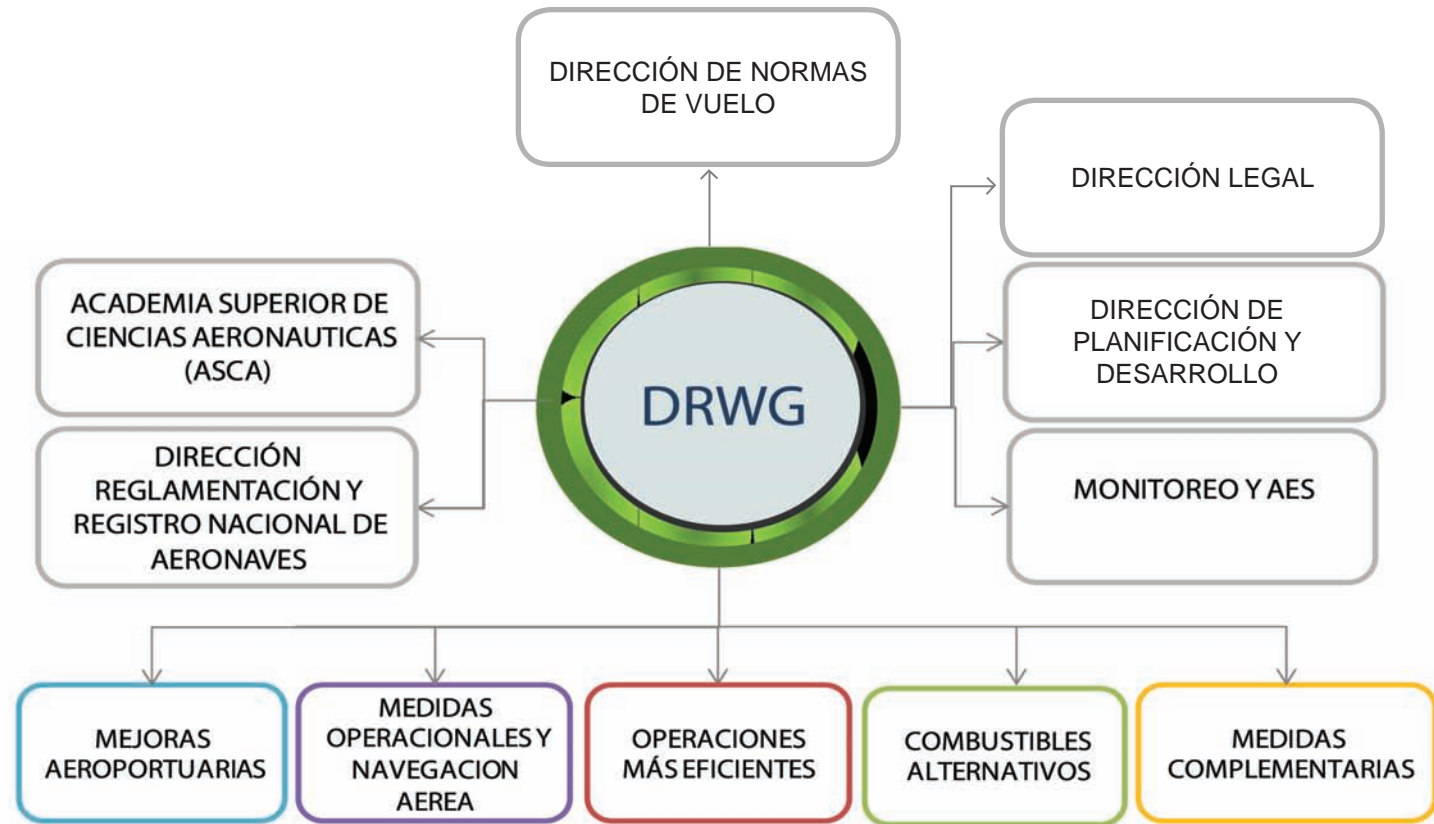 DIRECCIÓN DE NORMAS
DE VUELO
DIRECCIÓN LEGAL
ACADEMIA SUPERIOR DE
CIENCIAS AERONAUTICAS
(ASCA)
DRWG
DIRECCIÓN DE
PLANIFICACIÓN Y
DESARROLLO
DIRECCIÓN
REGLAMENTACIÓN Y
REGISTRO NACIONAL DE
AERONAVES
MONITOREO Y AES
MEJORAS
AEROPORTUARIAS
MEDIDAS
OPERACIONALES Y
NAVEGACION
AEREA
OPERACIONES
MÁS EFICIENTES
COMBUSTIBLES
ALTERNATIVOS
MEDIDAS
COMPLEMENTARIAS